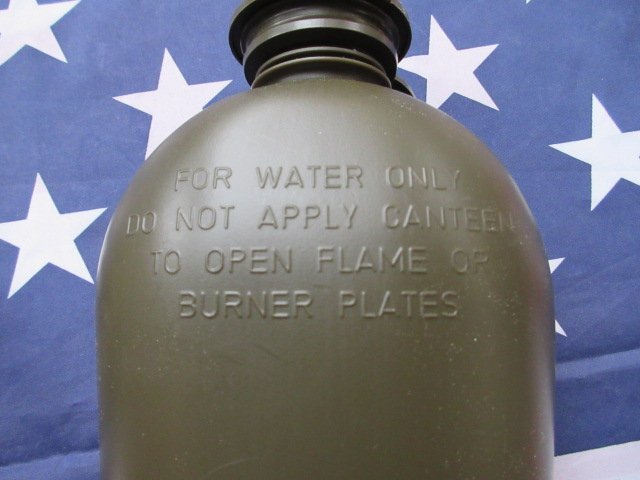 FOR WATER ONLY
DO NOT APPLY CANTEEN
TO OPEN FLAME OR
BURNER PLATES